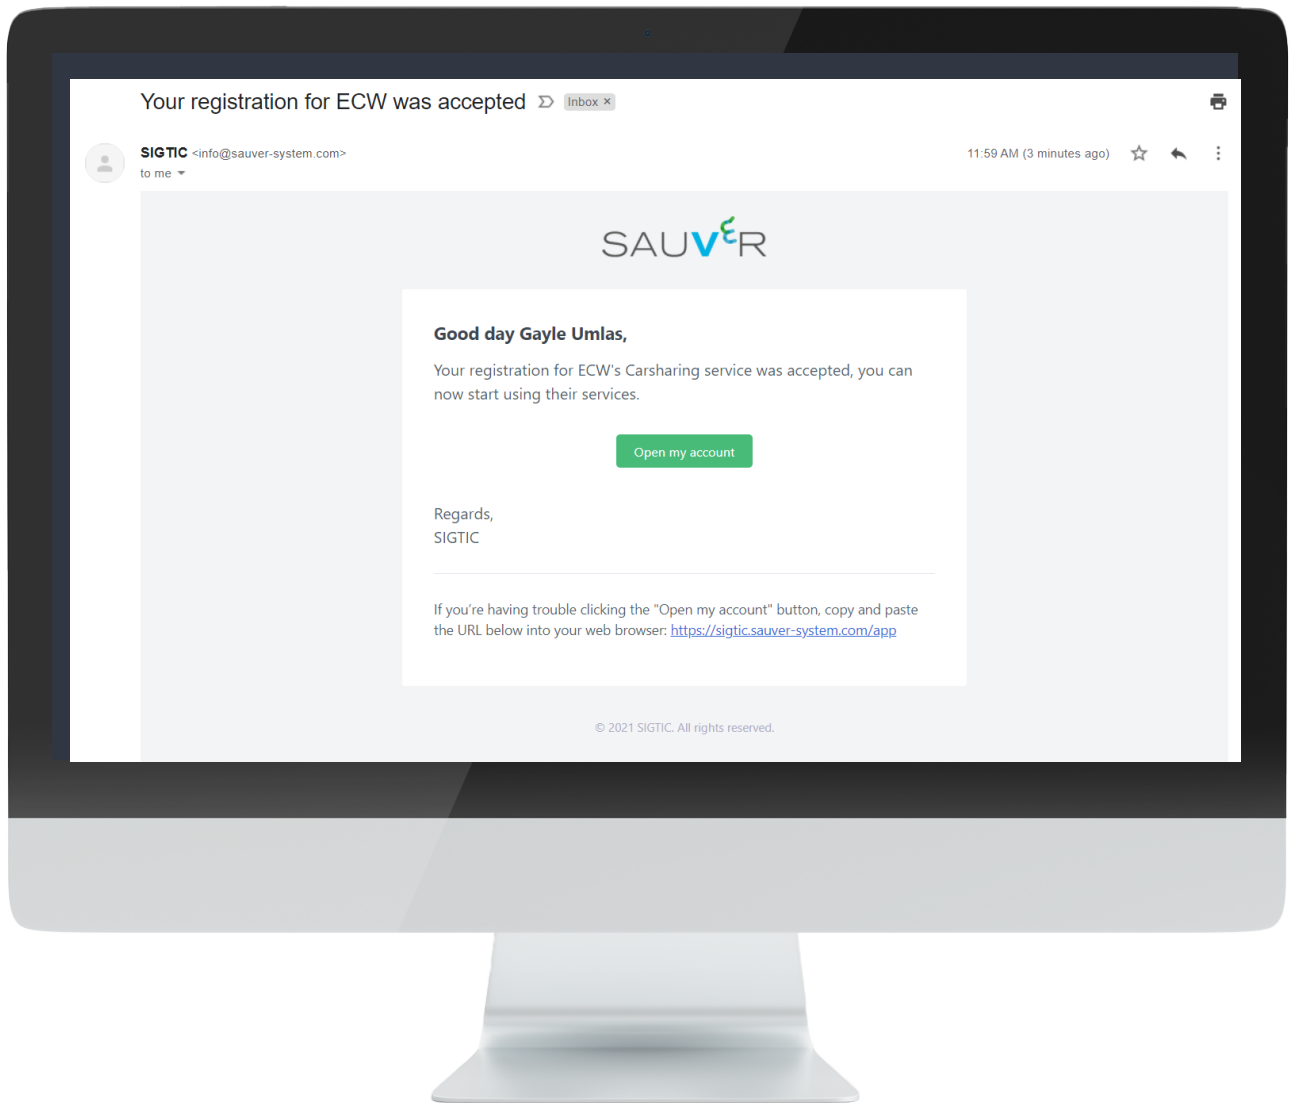 Your registration for ECW was accepted Inbox ×
SIGTIC <info@sauver-system.com> 11:59 AM (3 minutes ago)
to me
SAUVER
Good day Gayle Umlas,
Your registration for ECW's Carsharing service was accepted, you can
now start using their services.
Open my account
Regards,
SIGTIC
If you're having trouble clicking the "Open my account" button, copy and paste
the URL below into your web browser: https://sigtic.sauver-system.com/app
© 2021 SIGTIC. All rights reserved.